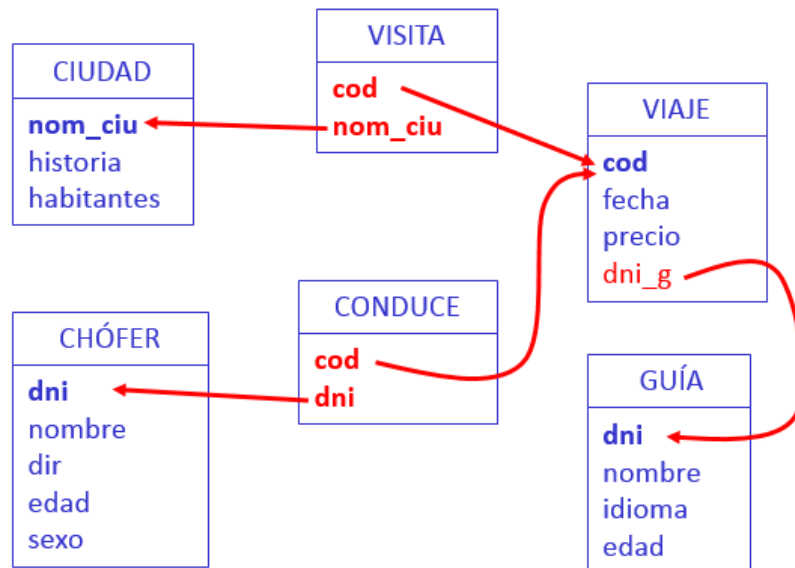 CIUDAD
nom_ciu
historia
habitantes
VISITA
cod
nom_ciu
VIAJE
cod
fecha
precio
dni_g
CHÓFER
dni
nombre
dir
edad
sexo
CONDUCE
cod
dni
GUÍA
dni
nombre
idioma
edad